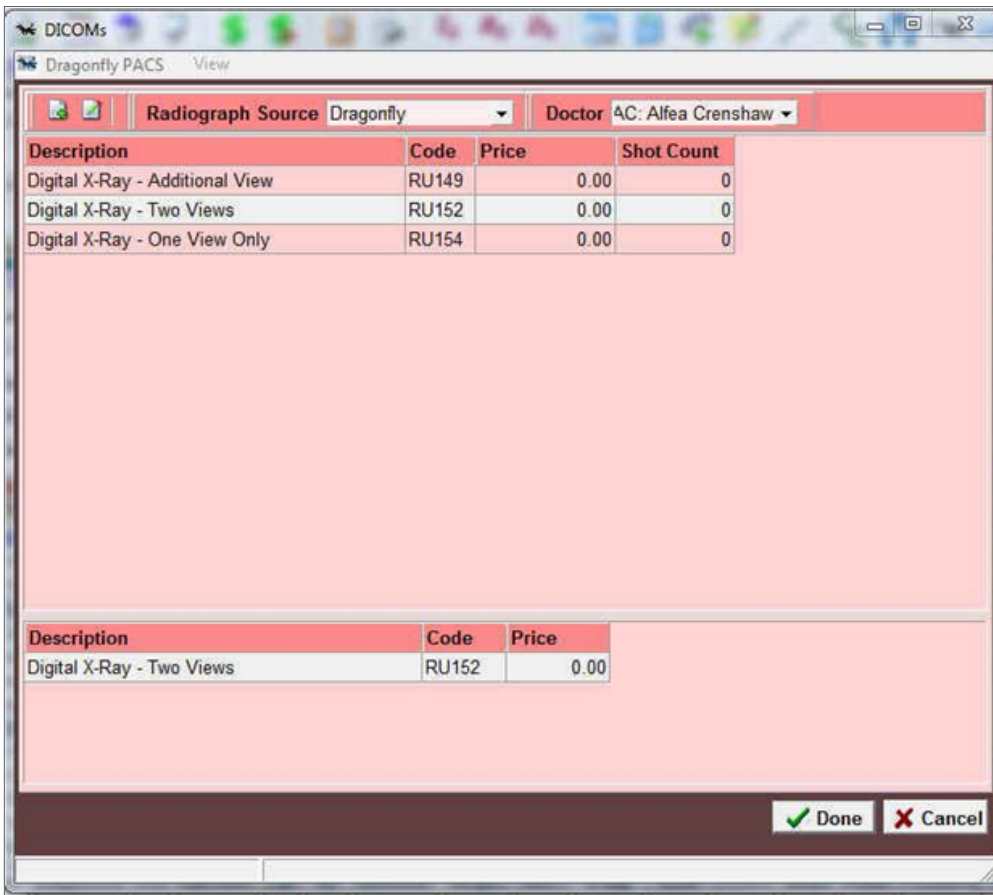 DICOMs
Dragonfly PACS View
Radiograph Source Dragonfly Doctor AC: Alfea Crenshaw
Description Code Price Shot Count
Digital X-Ray - Additional View RU149 0.00 0
Digital X-Ray - Two Views RU152 0.00 0
Digital X-Ray - One View Only RU154 0.00 0
Description Code Price
Digital X-Ray - Two Views RU152 0.00
Done Cancel